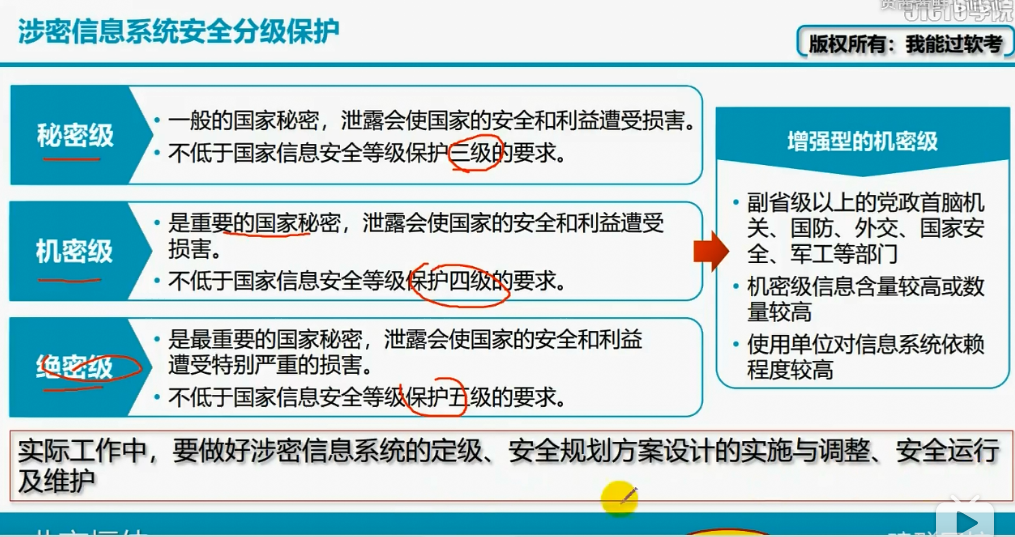 涉密信息系统安全分级保护
版权所有：我能过软考
秘密级
•一般的国家秘密，泄露会使国家的安全和利益遭受损害。
•不低于国家信息安全等级保护三级的要求。
机密级
•是重要的国家秘密，泄露会使国家的安全和利益遭受
损害。
•不低于国家信息安全等级保护四级的要求。
绝密级
•是最重要的国家秘密，泄露会使国家的安全和利益
遭受特别严重的损害。
•不低于国家信息安全等级保护五级的要求。
增强型的机密级
•副省级以上的党政首脑机
关、国防、外交、国家安
全、军工等部门
•机密级信息含量较高或数
量较高
•使用单位对信息系统依赖
程度较高
实际工作中，要做好涉密信息系统的定级、安全规划方案设计的实施与调整、安全运行
及维护